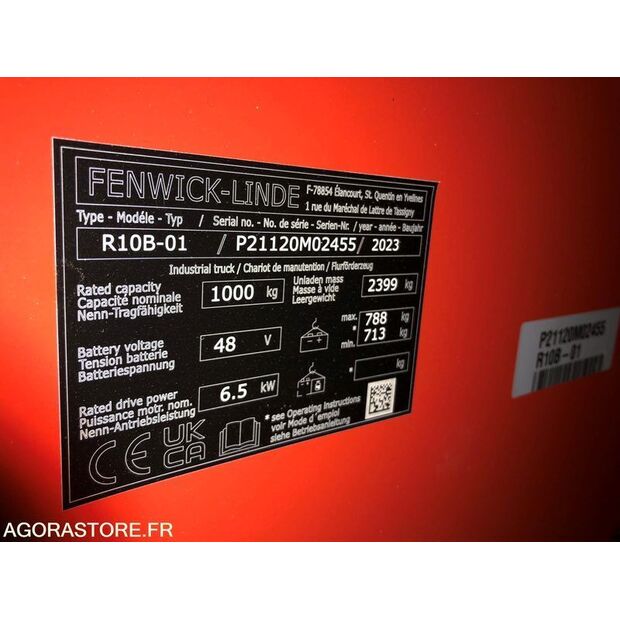 FENWICK-LINDE
F-78854 Élancourt, St. Quentin en Yvelines
1 rue du Maréchal de Lattre de Tassigny
Type - Modéle -Typ / Serial no. - No. de série - Serien-Nr. / year - année - Baujahr
R10B-01 / P21120M02455 / 2023
Industrial truck / Chariot de manutention / Flurförderzeug
Rated capacity
Capacité nominale
Nenn-Tragfähigkeit
1000 kg
Unladen mass
Masse à vide
Leergewicht
2399 kg
Battery voltage
Tension batterie
Batteriespannung
48 V
max. 788 kg
* min. 713 kg
kg
Rated drive power
Puissance motr. nom.
Nenn-Antriebsleistung
6.5 kW
* see Operating Instructions
voir Mode d´emploi
siehe Betriebsanleitung
CE UK CA
P21120M02455
R10B-01
AGORASTORE.FR